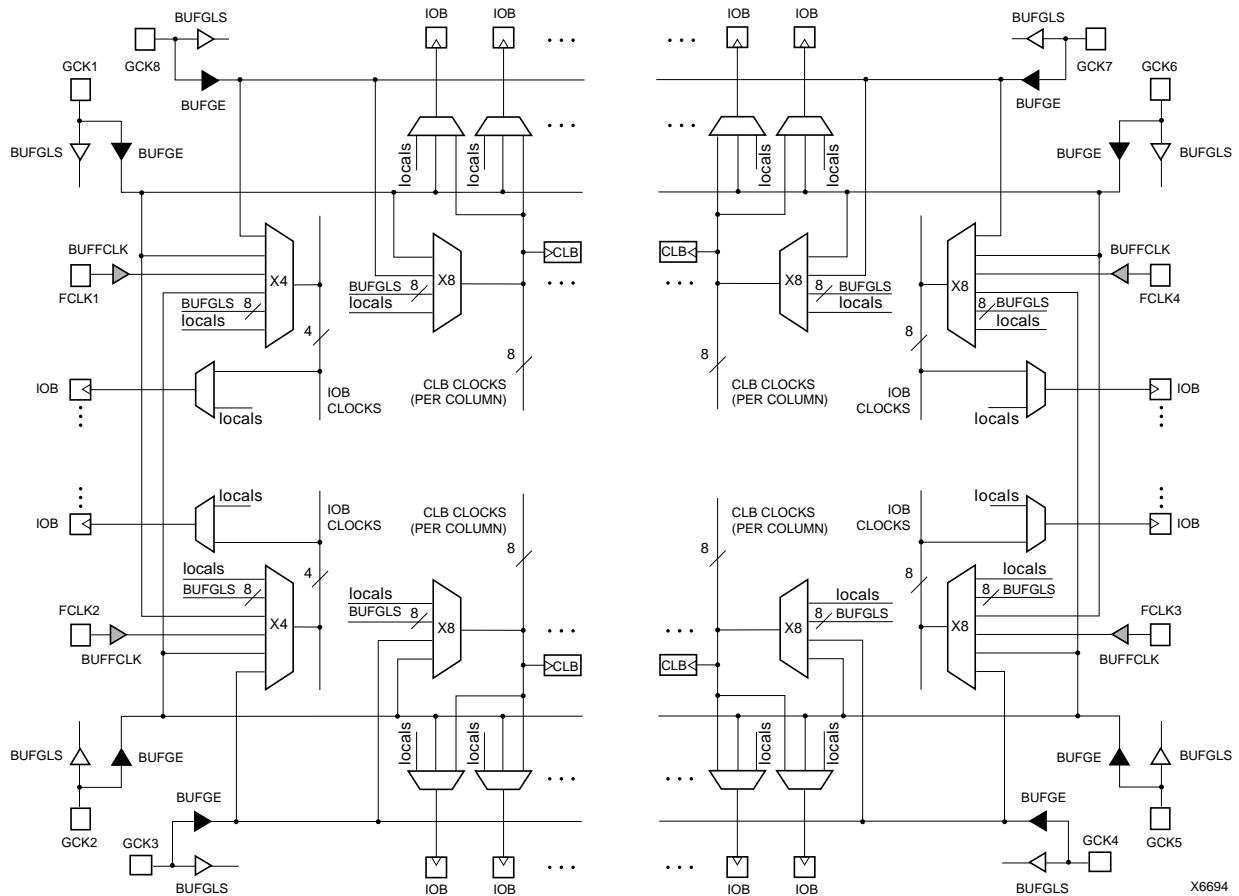 BUFGLS
IOB
IOB
IOB
IOB
BUFGLS
GCK8
GCK7
GCK1
GCK6
BUFGE
BUFGE
BUFGLS
BUFGE
BUFGE
BUFGLS
locals
locals
locals
locals
BUFFCLK
CLB
CLB
BUFFCLK
X4
X8
X8
X8
FCLK1
FCLK4
BUFGLS 8
BUFGLS 8
8 BUFGLS
8 BUFGLS
locals
locals
locals
locals
4
8
8
8
IOB
IOB CLOCKS
CLB CLOCKS (PER COLUMN)
CLB CLOCKS (PER COLUMN)
IOB CLOCKS
IOB
locals
locals
locals
locals
IOB
IOB CLOCKS
CLB CLOCKS (PER COLUMN)
CLB CLOCKS (PER COLUMN)
IOB CLOCKS
IOB
4
8
8
8
locals
locals
locals
locals
BUFGLS 8
BUFGLS 8
8 BUFGLS
8 BUFGLS
FCLK2
FCLK3
X4
X8
X8
X8
BUFFCLK
CLB
CLB
BUFFCLK
locals
locals
locals
locals
BUFGLS
BUFGE
BUFGE
BUFGLS
BUFGE
BUFGE
GCK2
GCK3
GCK4
GCK5
BUFGLS
IOB
IOB
IOB
IOB
BUFGLS
X6694